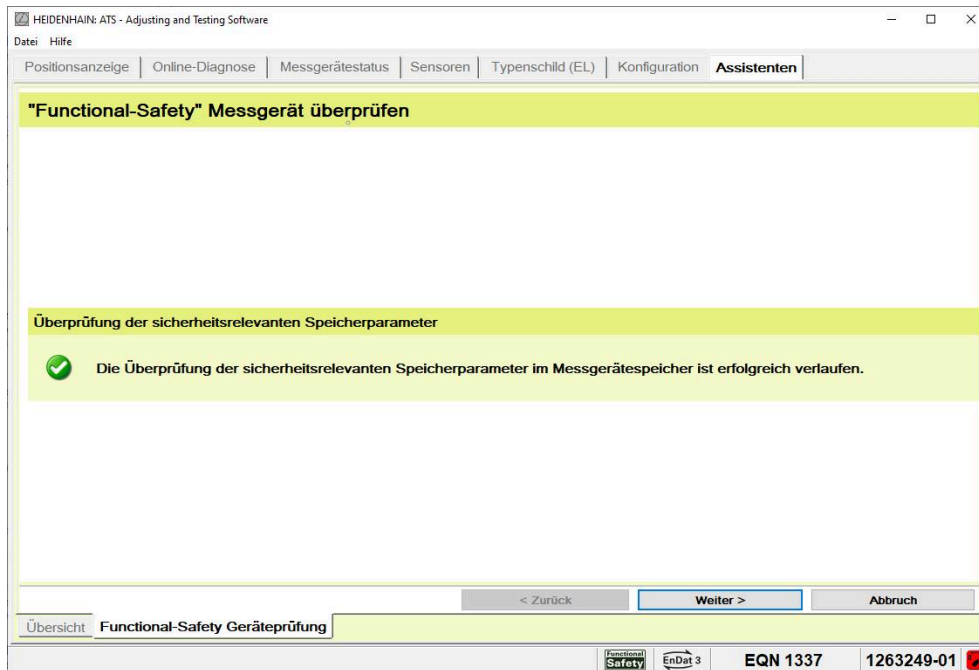 HEIDENHAIN: ATS - Adjusting and Testing Software
Datei Hilfe
Positionsanzeige Online-Diagnose Messgerätestatus Sensoren Typenschild (EL) Konfiguration Assistenten
"Functional-Safety" Messgerät überprüfen
Überprüfung der sicherheitsrelevanten Speicherparameter
Die Überprüfung der sicherheitsrelevanten Speicherparameter im Messgerätespeicher ist erfolgreich verlaufen.
< Zurück Weiter > Abbruch
Übersicht Functional-Safety Geräteprüfung
Functional
Safety EnDat 3 EQN 1337 1263249-01